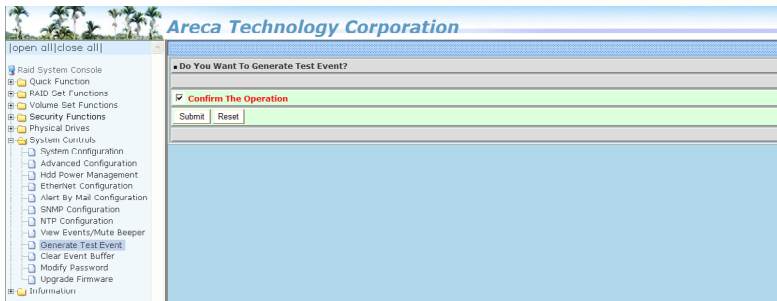 Areca Technology Corporation
|open all|close all|
Raid System Console
Quick Function
RAID Set Functions
Volume Set Functions
Security Functions
Physical Drives
System Controls
System Configuration
Advanced Configuration
Hdd Power Management
EtherNet Configuration
Alert By Mail Configuration
SNMP Configuration
NTP Configuration
View Events/Mute Beeper
Generate Test Event
Clear Event Buffer
Modify Password
Upgrade Firmware
Information
Do You Want To Generate Test Event?
Confirm The Operation
Submit Reset